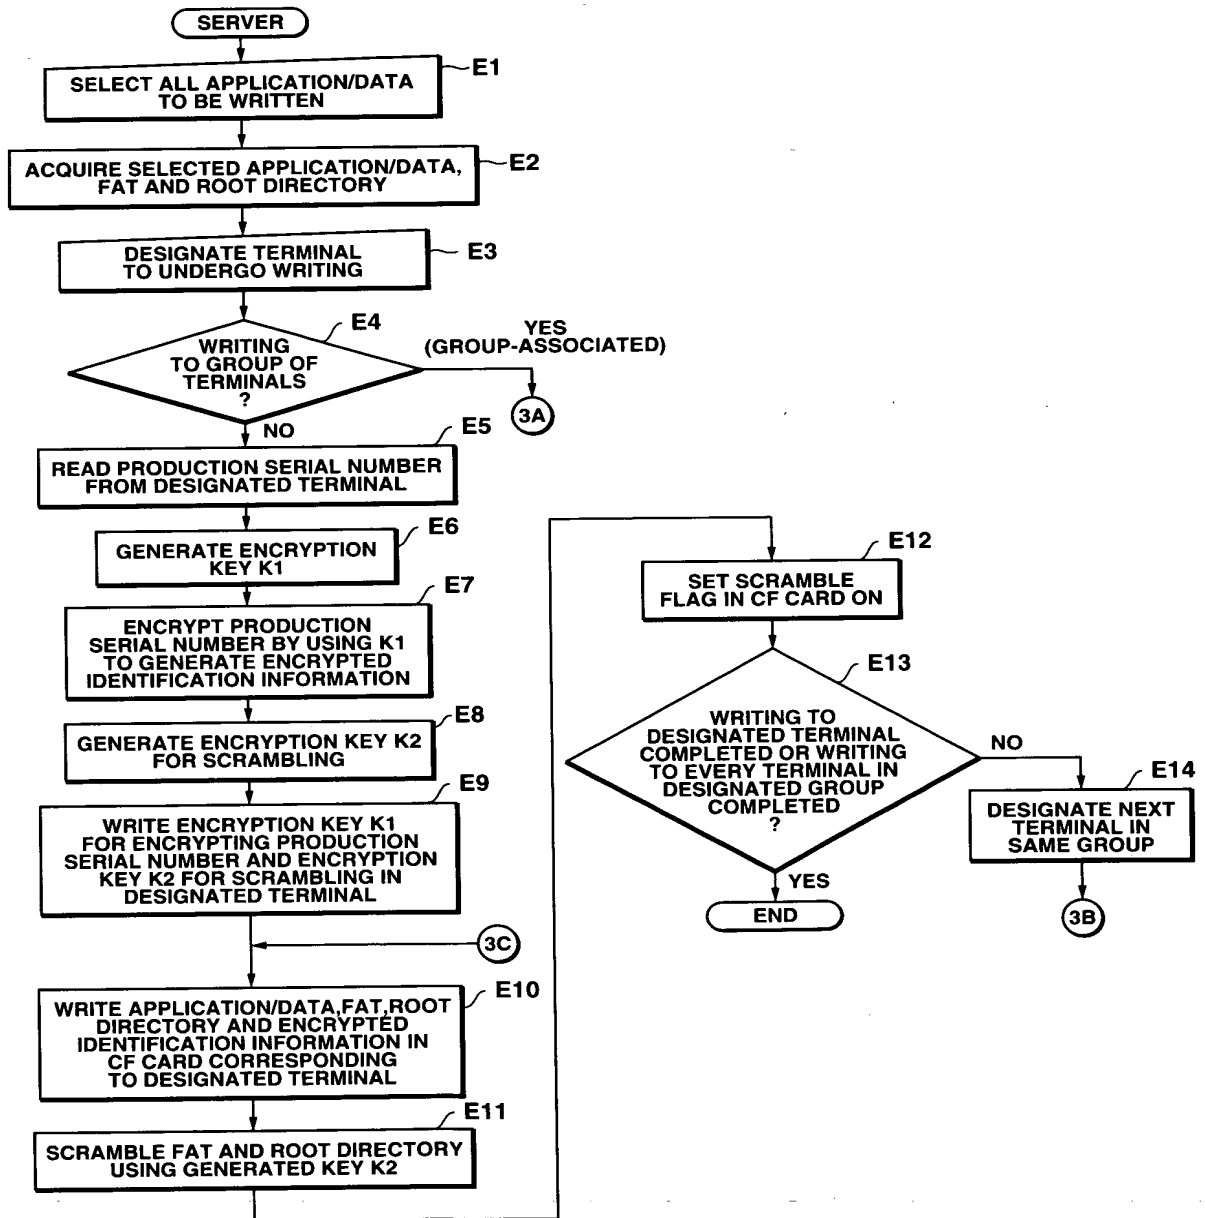 SERVER
E1
SELECT ALL APPLICATION/DATA
TO BE WRITTEN
E2
ACQUIRE SELECTED APPLICATION/DATA,
FAT AND ROOT DIRECTORY
E3
DESIGNATE TERMINAL
TO UNDERGO WRITING
E4
WRITING
TO GROUP OF
TERMINALS
?
YES
(GROUP-ASSOCIATED)
3A
NO
E5
READ PRODUCTION SERIAL NUMBER
FROM DESIGNATED TERMINAL
E6
GENERATE ENCRYPTION
KEY K1
E7
ENCRYPT PRODUCTION
SERIAL NUMBER BY USING K1
TO GENERATE ENCRYPTED
IDENTIFICATION INFORMATION
E8
GENERATE ENCRYPTION KEY K2
FOR SCRAMBLING
E9
WRITE ENCRYPTION KEY K1
FOR ENCRYPTING PRODUCTION
SERIAL NUMBER AND ENCRYPTION
KEY K2 FOR SCRAMBLING IN
DESIGNATED TERMINAL
3C
E10
WRITE APPLICATION/DATA,FAT,ROOT
DIRECTORY AND ENCRYPTED
IDENTIFICATION INFORMATION IN
CF CARD CORRESPONDING
TO DESIGNATED TERMINAL
E11
SCRAMBLE FAT AND ROOT DIRECTORY
USING GENERATED KEY K2
E12
SET SCRAMBLE
FLAG IN CF CARD ON
E13
WRITING TO
DESIGNATED TERMINAL
COMPLETED OR WRITING
TO EVERY TERMINAL IN
DESIGNATED GROUP
COMPLETED
?
NO
E14
DESIGNATE NEXT
TERMINAL IN
SAME GROUP
YES
END
3B